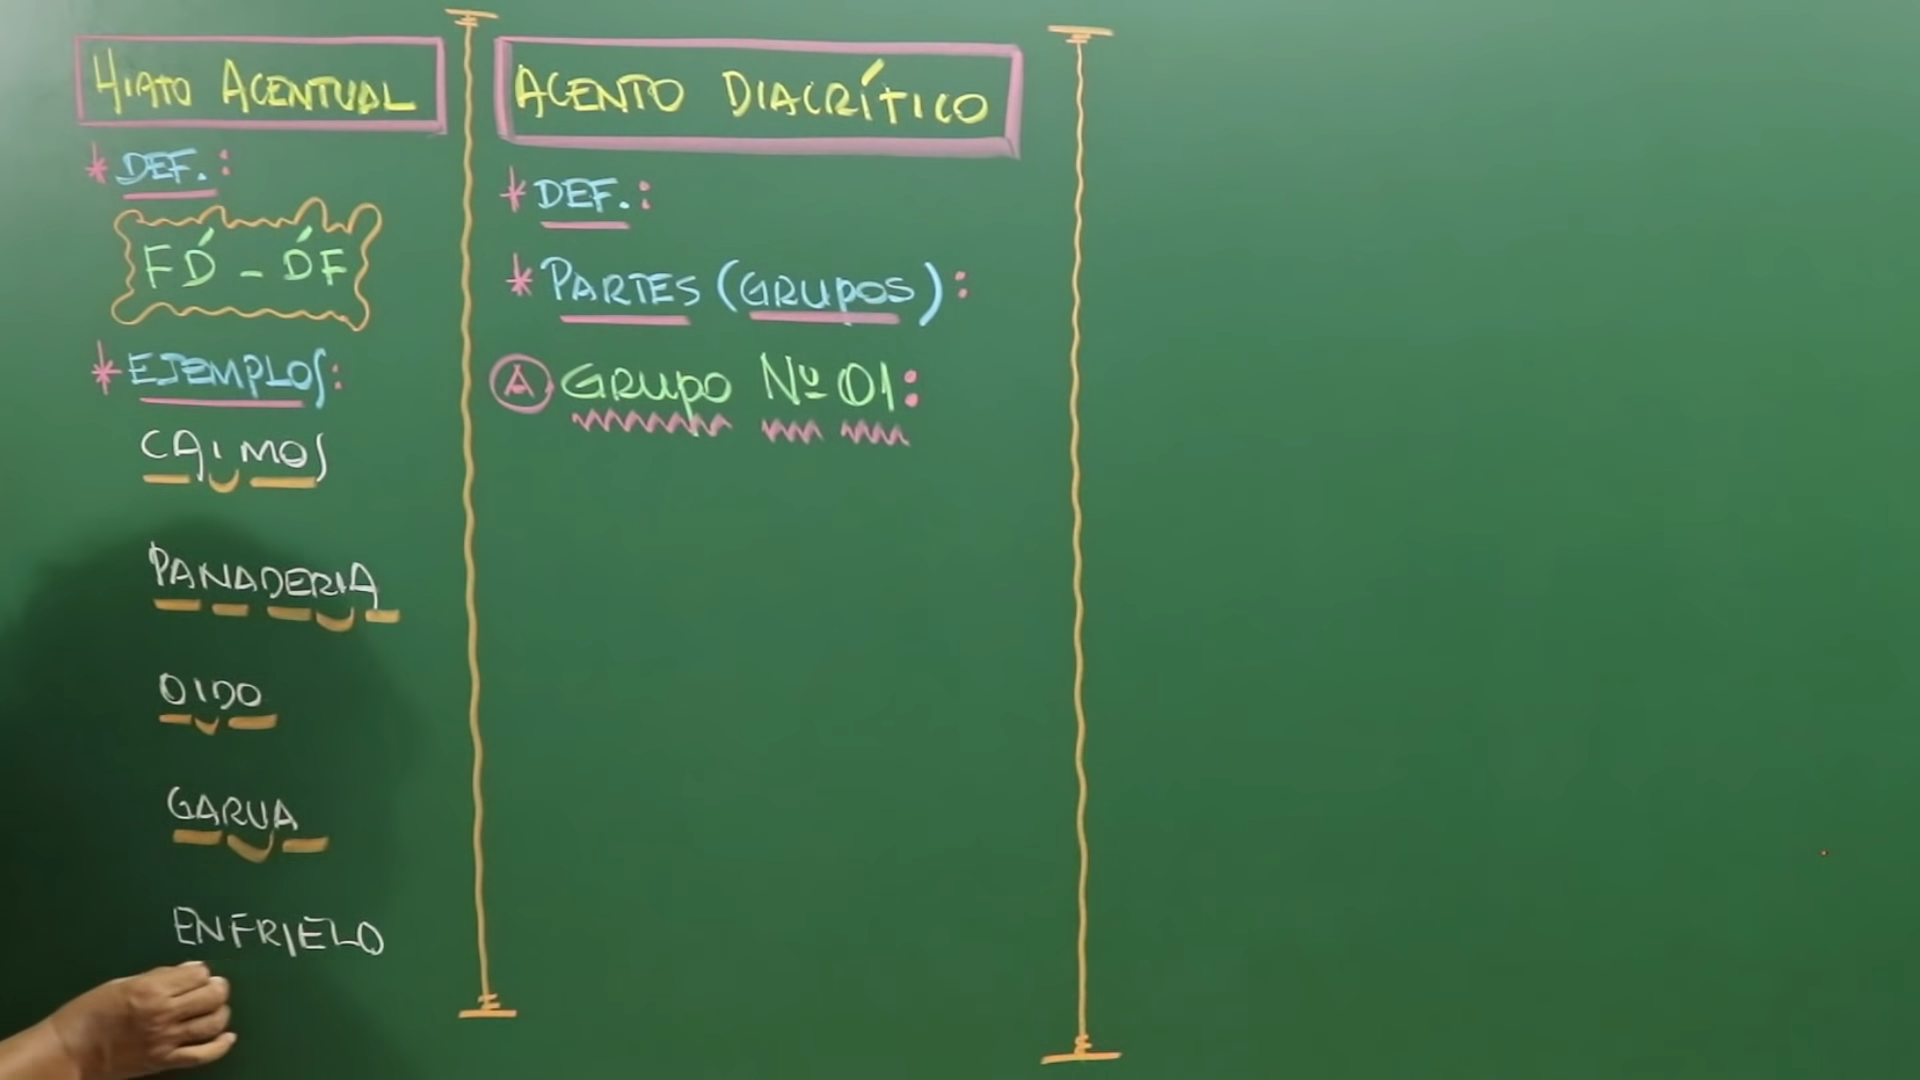 HIATO ACENTUAL
* DEF.:
FD́ - D́F
* EJEMPLOS:
CAIMOS
PANADERIA
OIDO
GARUA
ENFRIELO
ACENTO DIACRÍTICO
* DEF.:
* PARTES (GRUPOS):
A GRUPO Nº 01: